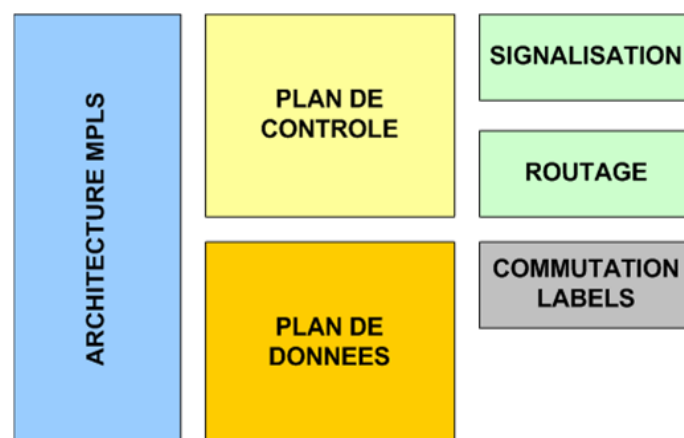 ARCHITECTURE MPLS
PLAN DE
CONTROLE
SIGNALISATION
ROUTAGE
PLAN DE
DONNEES
COMMUTATION
LABELS